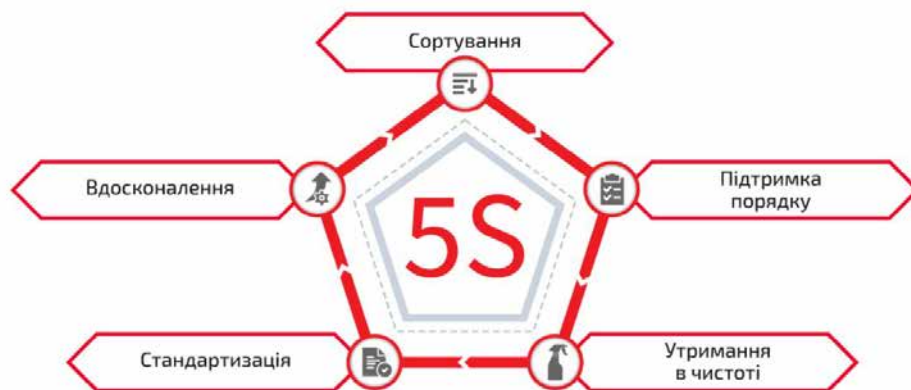 Сортування
Вдосконалення
Підтримка
порядку
5S
Стандартизація
Утримання
в чистоті